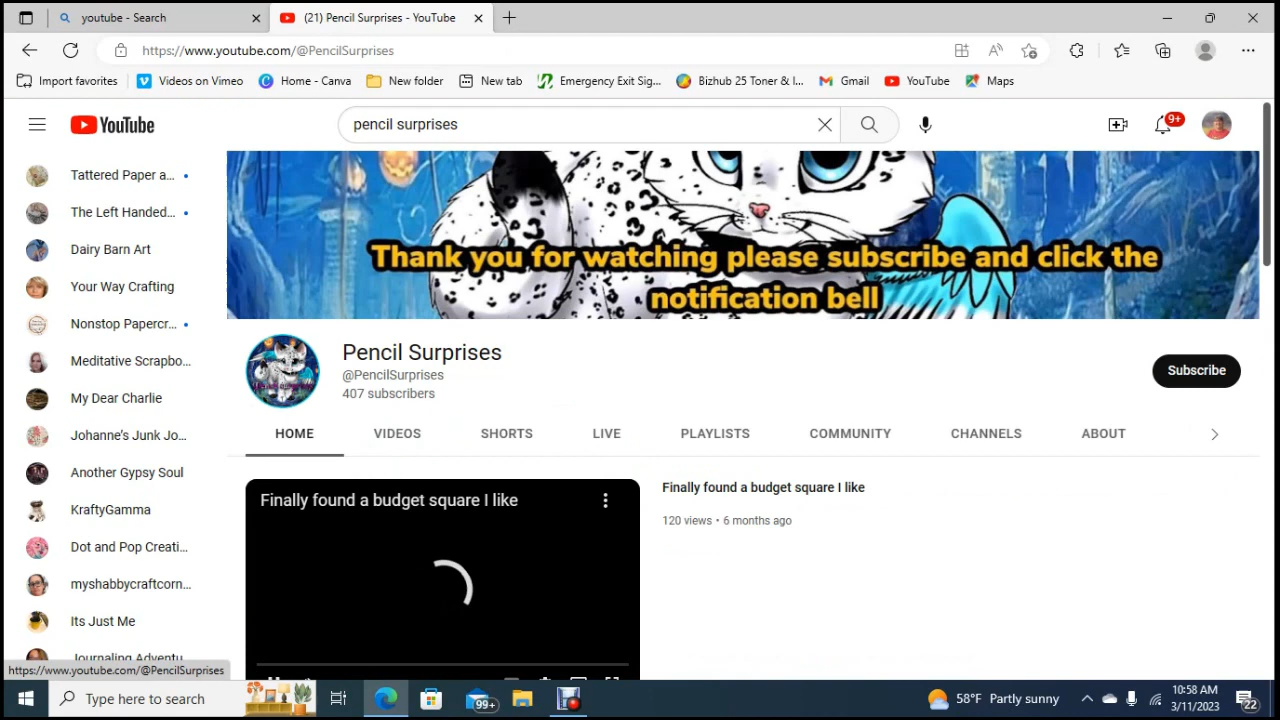 youtube - Search
(21) Pencil Surprises - YouTube
https://www.youtube.com/@PencilSurprises
Import favorites
Videos on Vimeo
Home - Canva
New folder
New tab
Emergency Exit Sig...
Bizhub 25 Toner & I...
Gmail
YouTube
Maps
YouTube
pencil surprises
9+
Thank you for watching please subscribe and click the
notification bell
Tattered Paper a...
The Left Handed...
Dairy Barn Art
Your Way Crafting
Nonstop Papercr...
Meditative Scrapbo...
My Dear Charlie
Johanne's Junk Jo...
Another Gypsy Soul
KraftyGamma
Dot and Pop Creati...
myshabbycraftcorn...
Its Just Me
Journaling Adventu
Pencil Surprises
@PencilSurprises
407 subscribers
Subscribe
HOME
VIDEOS
SHORTS
LIVE
PLAYLISTS
COMMUNITY
CHANNELS
ABOUT
Finally found a budget square I like
Finally found a budget square I like
120 views • 6 months ago
https://www.youtube.com/@PencilSurprises
Type here to search
99+
58°F Partly sunny
10:58 AM
3/11/2023
22